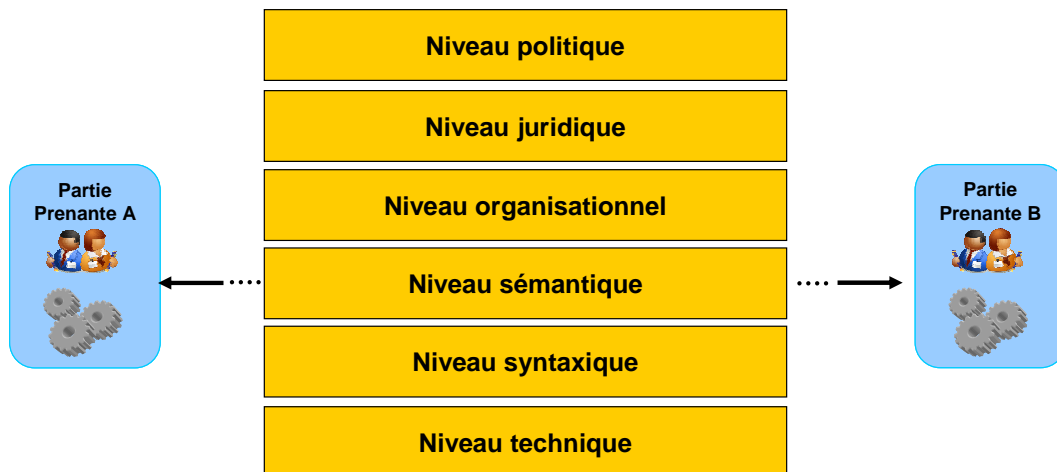 Niveau politique
Niveau juridique
Partie
Prenante A
Niveau organisationnel
Partie
Prenante B
Niveau sémantique
Niveau syntaxique
Niveau technique